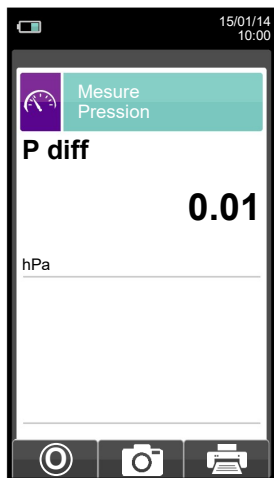 15/01/14
10:00
Mesure
Pression
P diff
0.01
hPa
O